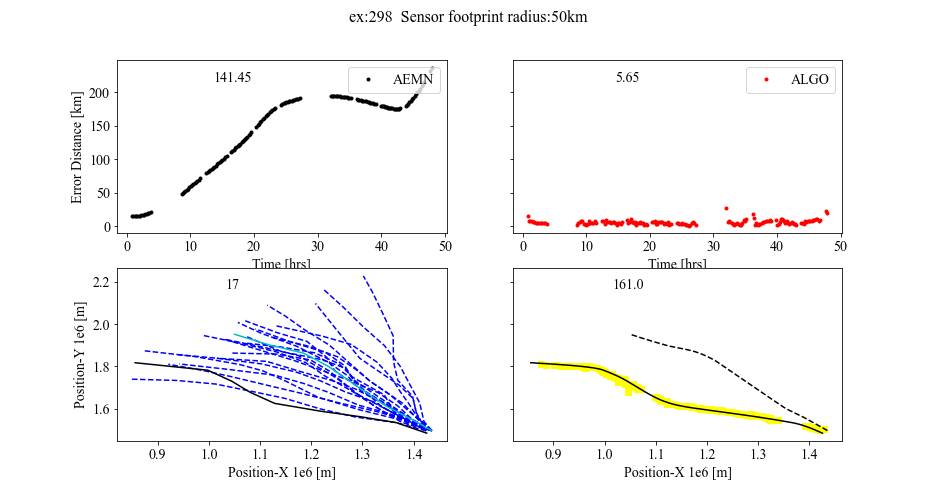 ex:298 Sensor footprint radius:50km
141.45
AEMN
Error Distance [km]
200
150
100
50
0
0 10 20 30 40 50
Time [hrs]
5.65
ALGO
0 10 20 30 40 50
Time [hrs]
17
Position-Y 1e6 [m]
2.2
2.0
1.8
1.6
0.9 1.0 1.1 1.2 1.3 1.4
Position-X 1e6 [m]
161.0
0.9 1.0 1.1 1.2 1.3 1.4
Position-X 1e6 [m]